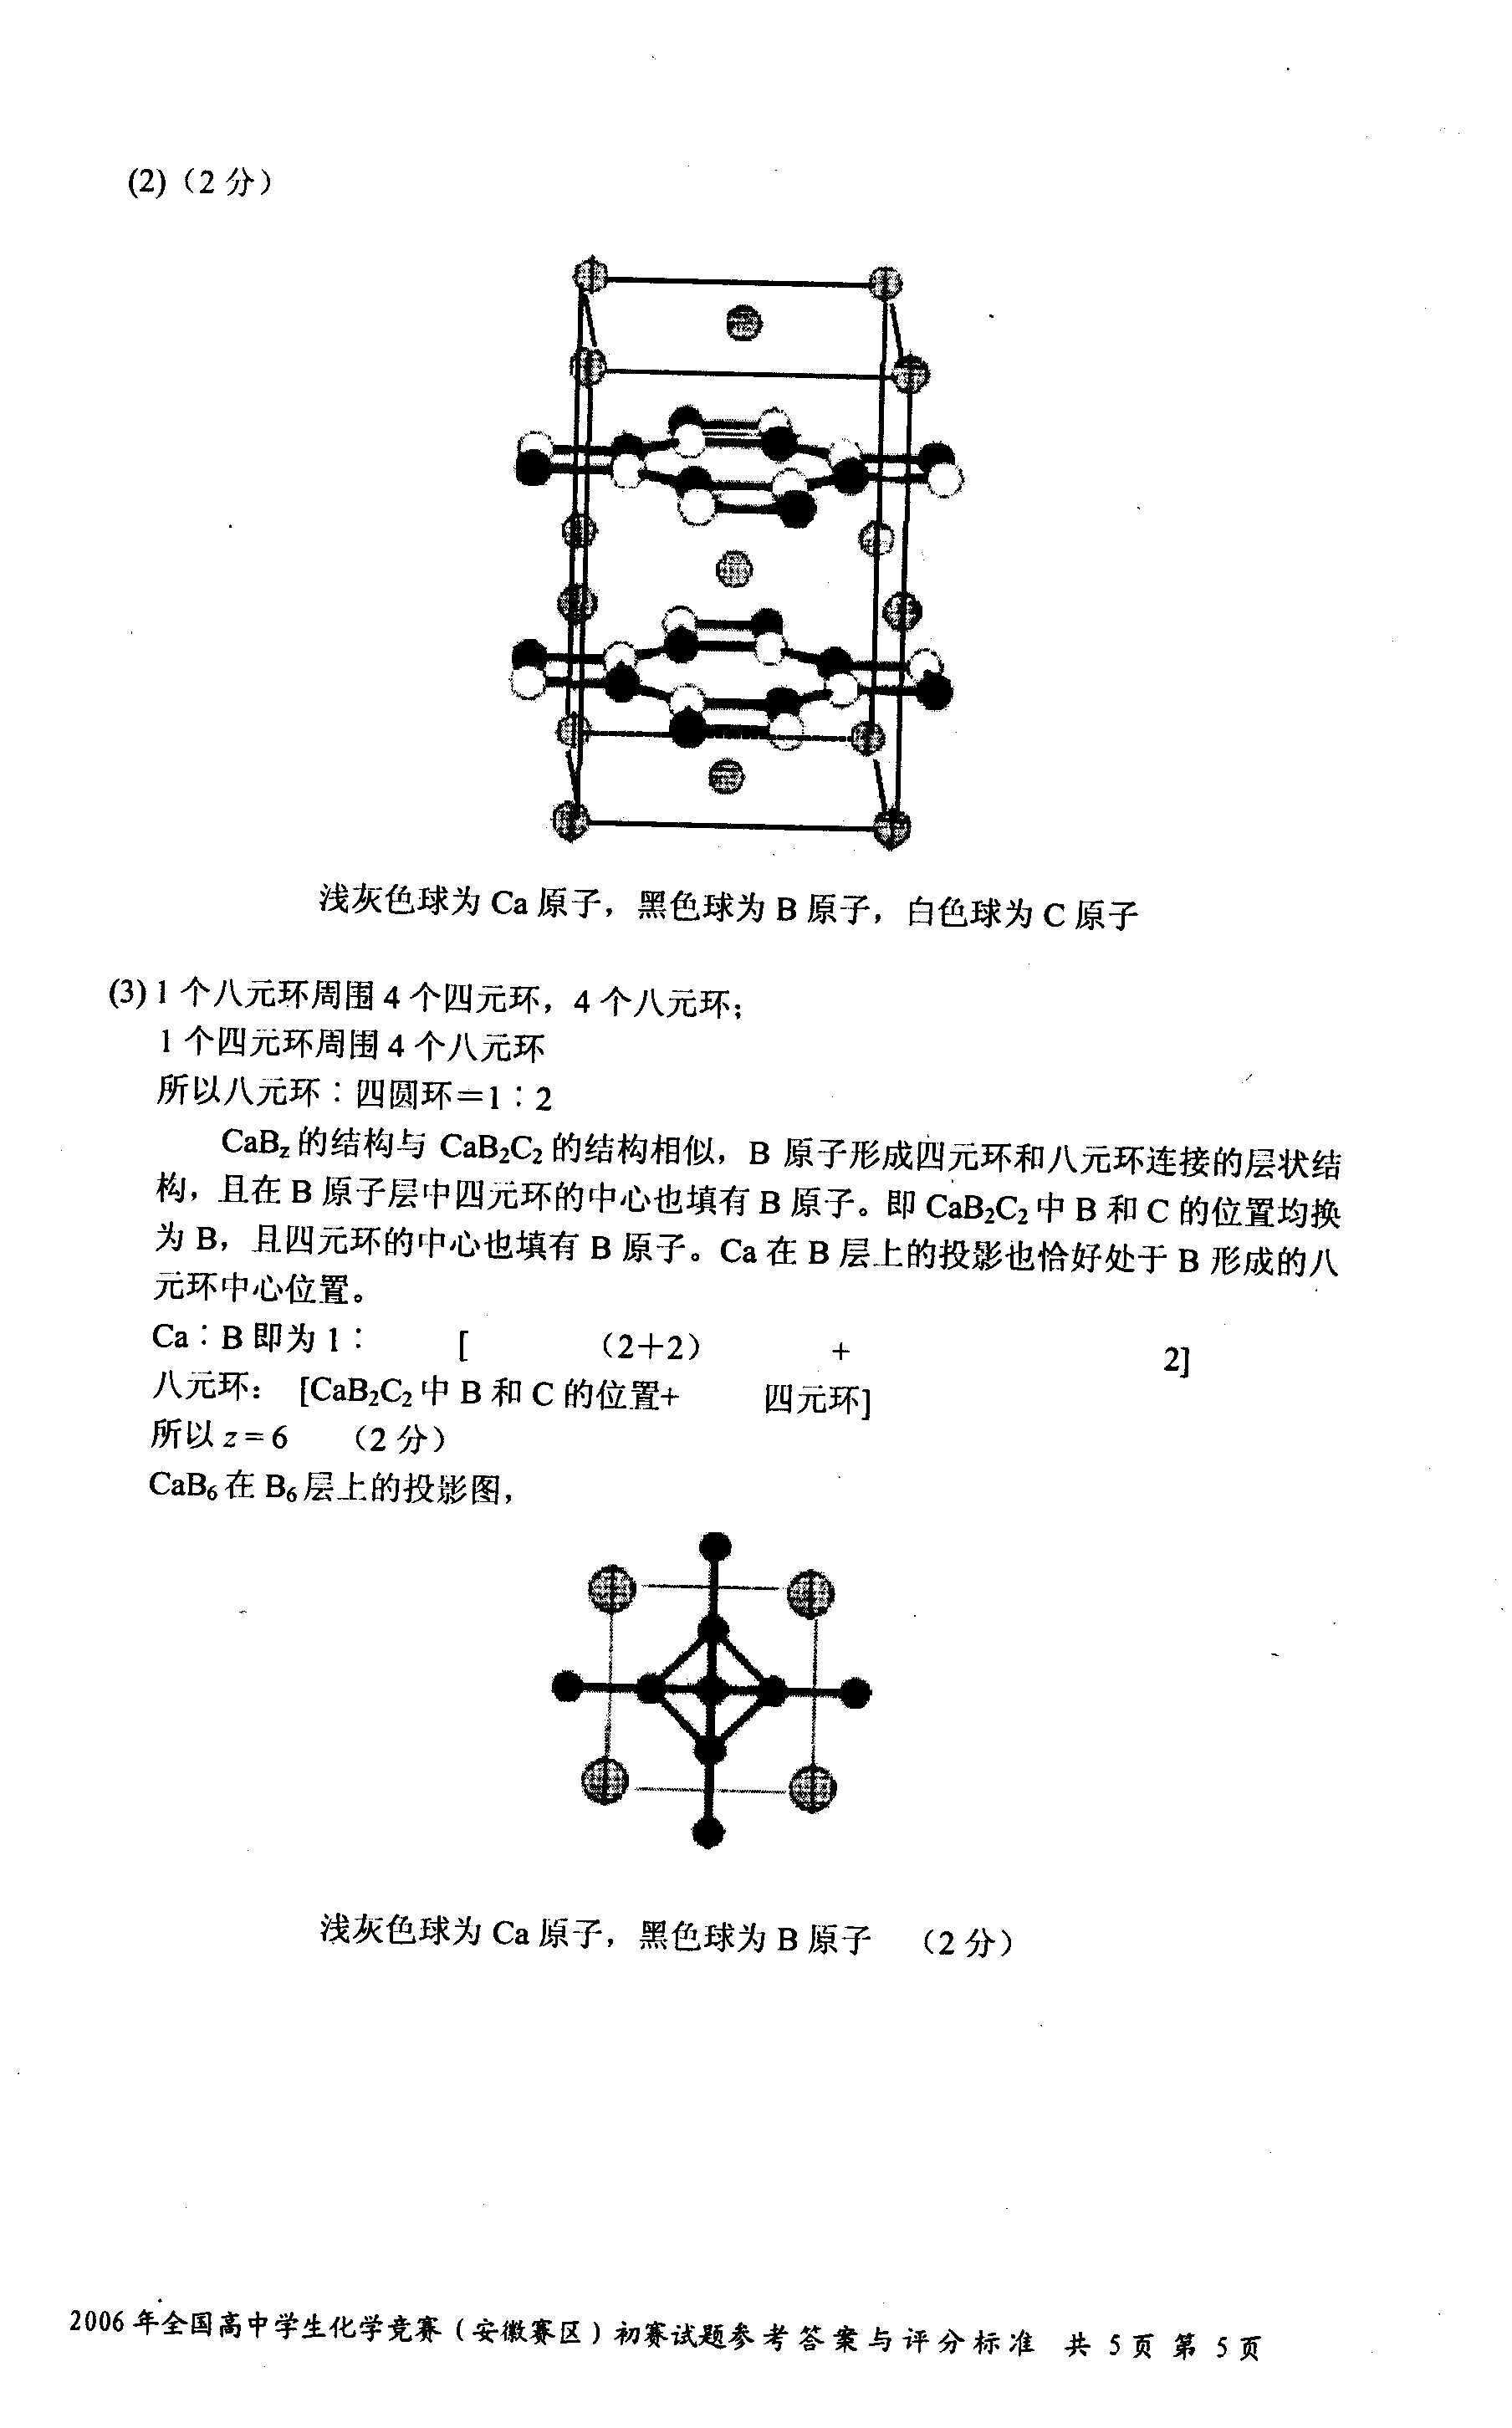 (2)（2 分）
浅灰色球为 Ca 原子，黑色球为 B 原子，白色球为 C 原子
(3) 1 个八元环周围 4 个四元环，4 个八元环；
1 个四元环周围 4 个八元环
所以八元环∶四圆环＝1∶2
CaBz 的结构与 CaB₂C₂ 的结构相似，B 原子形成四元环和八元环连接的层状结
构，且在 B 原子层中四元环的中心也填有 B 原子。即 CaB₂C₂ 中 B 和 C 的位置均换
为 B，且四元环的中心也填有 B 原子。Ca 在 B 层上的投影也恰好处于 B 形成的八
元环中心位置。
Ca∶B 即为 1∶ [ （2＋2） + 2]
八元环： [CaB₂C₂ 中 B 和 C 的位置+ 四元环]
所以 z = 6 （2 分）
CaB₆ 在 B₆ 层上的投影图，
浅灰色球为 Ca 原子，黑色球为 B 原子 （2 分）
2006 年全国高中学生化学竞赛（安徽赛区）初赛试题参考答案与评分标准 共 5 页 第 5 页